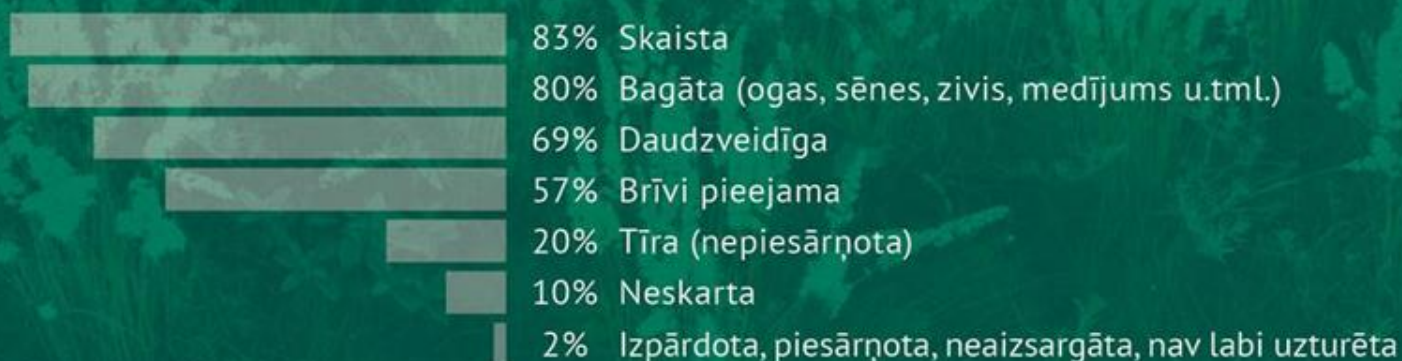 83% Skaista
80% Bagāta (ogas, sēnes, zivis, medījums u.tml.)
69% Daudzveidīga
57% Brīvi pieejama
20% Tīra (nepiesārņota)
10% Neskarta
2% Izpārdota, piesārņota, neaizsargāta, nav labi uzturēta